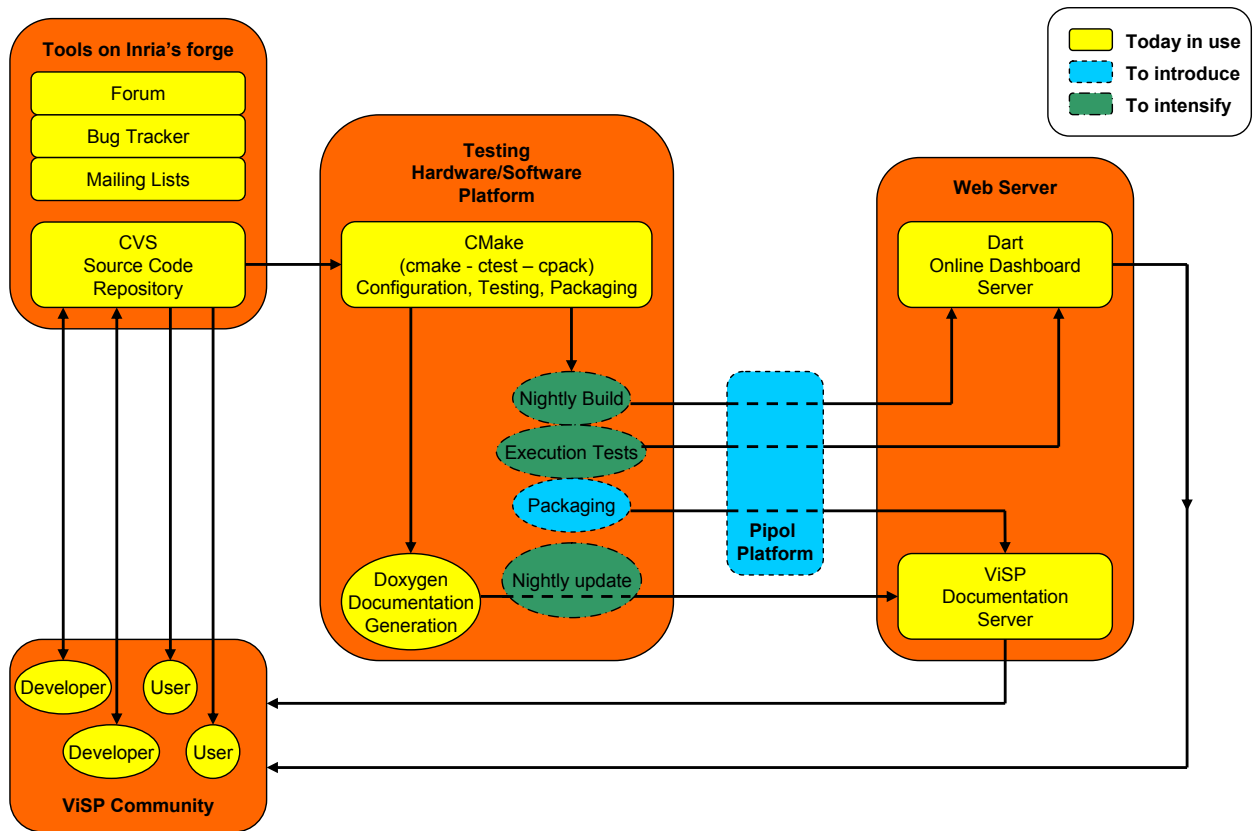 Tools on Inria's forge
Forum
Bug Tracker
Mailing Lists
CVS
Source Code
Repository
Testing
Hardware/Software
Platform
CMake
(cmake - ctest – cpack)
Configuration, Testing, Packaging
Nightly Build
Execution Tests
Packaging
Nightly update
Doxygen
Documentation
Generation
Pipol
Platform
Today in use
To introduce
To intensify
Web Server
Dart
Online Dashboard
Server
ViSP
Documentation
Server
Developer
User
Developer
User
ViSP Community